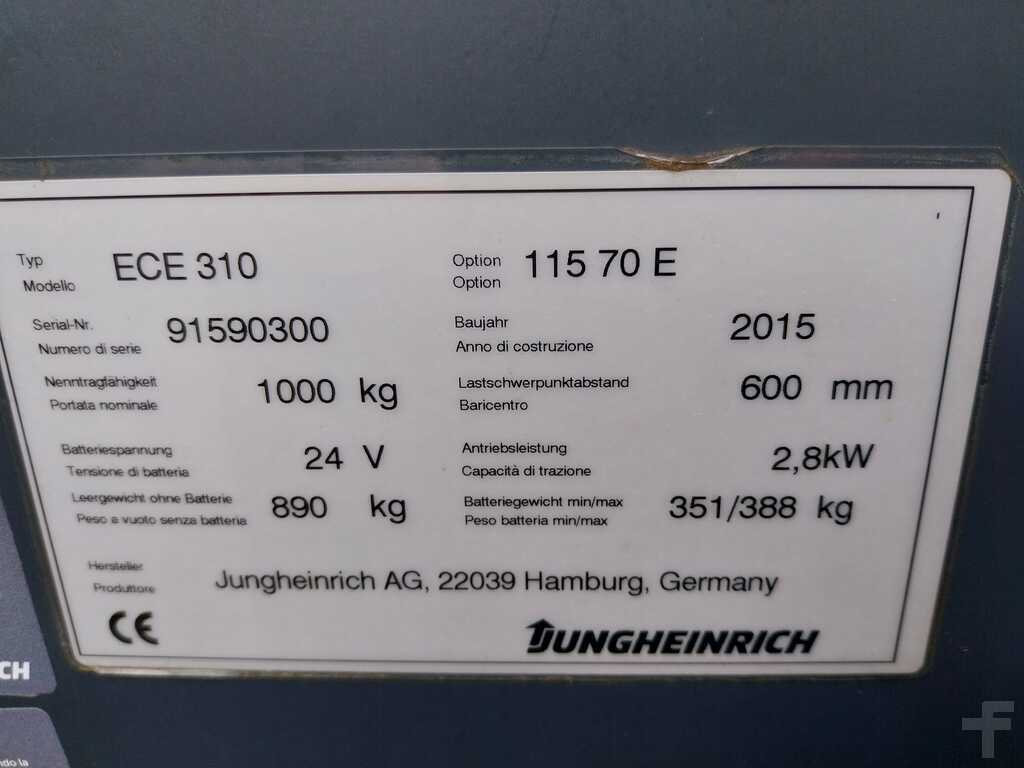 Typ ECE 310 Option 115 70 E
Modello Option
Serial-Nr. 91590300 Baujahr 2015
Numero di serie Anno di costruzione
Nenntragfähigkeit 1000 kg Lastschwerpunktabstand 600 mm
Portata nominale Baricentro
Batteriespannung 24 V Antriebsleistung 2,8kW
Tensione di batteria Capacità di trazione
Leergewicht ohne Batterie 890 kg Batteriegewicht min/max 351/388 kg
Peso a vuoto senza batteria Peso batteria min/max
Hersteller Jungheinrich AG, 22039 Hamburg, Germany
Produttore
CE JUNGHEINRICH
CH
ndo la